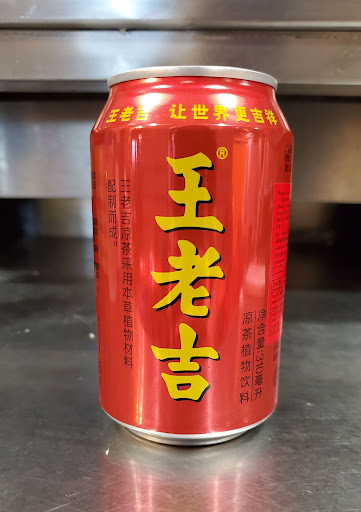 王老吉 让世界更吉祥
王老吉®
王老吉凉茶采用本草植物材料
配制而成。
净含量:310毫升
凉茶植物饮料